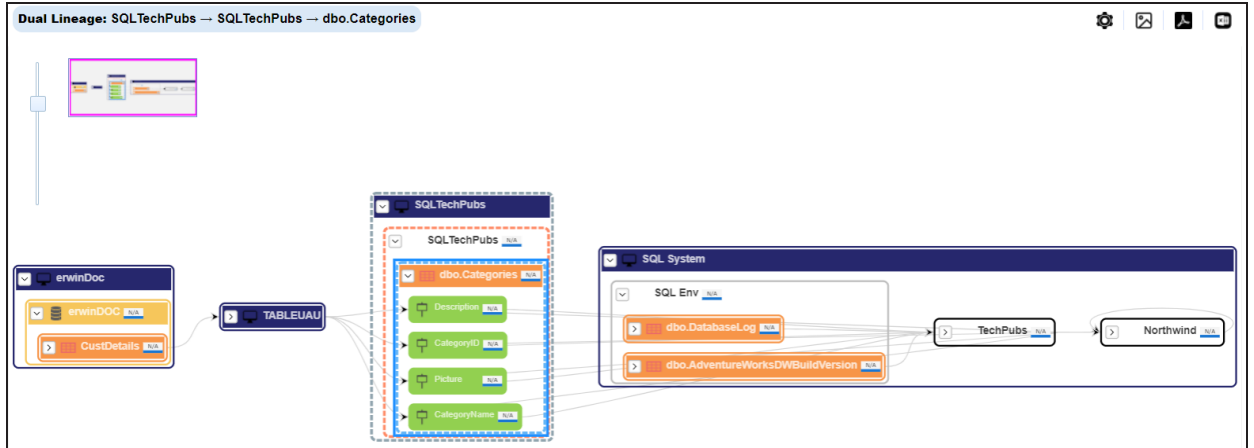 Dual Lineage: SQLTechPubs → SQLTechPubs → dbo.Categories
SQLTechPubs
SQLTechPubs N/A
dbo.Categories N/A
Description N/A
CategoryID N/A
Picture N/A
CategoryName N/A
erwinDoc
erwinDOC N/A
CustDetails N/A
TABLEUAU
SQL System
SQL Env N/A
dbo.DatabaseLog N/A
dbo.AdventureWorksDWBuildVersion N/A
TechPubs N/A
Northwind N/A